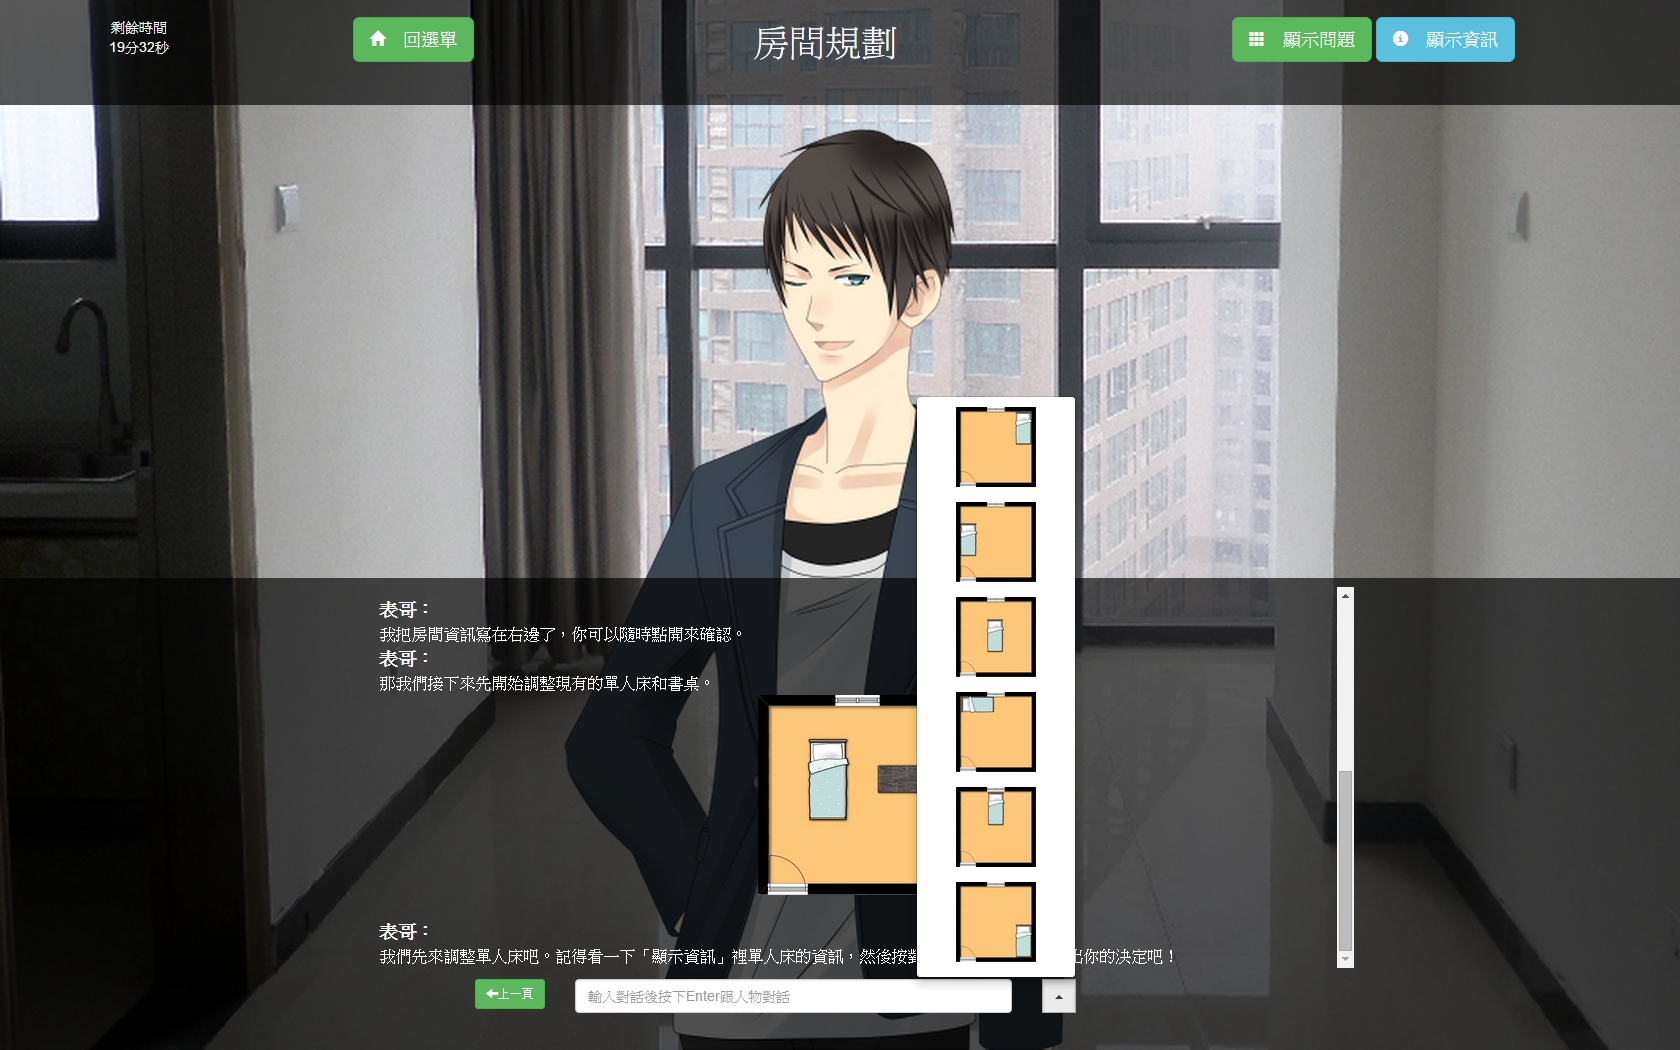 剩餘時間
19分32秒
回選單
房間規劃
顯示問題
顯示資訊
表哥：
我把房間資訊寫在右邊了，你可以隨時點開來確認。
表哥：
那我們接下來先開始調整現有的單人床和書桌。
表哥：
我們先來調整單人床吧。記得看一下「顯示資訊」裡單人床的資訊，然後按對
出你的決定吧！
上一頁
輸入對話後按下Enter跟人物對話